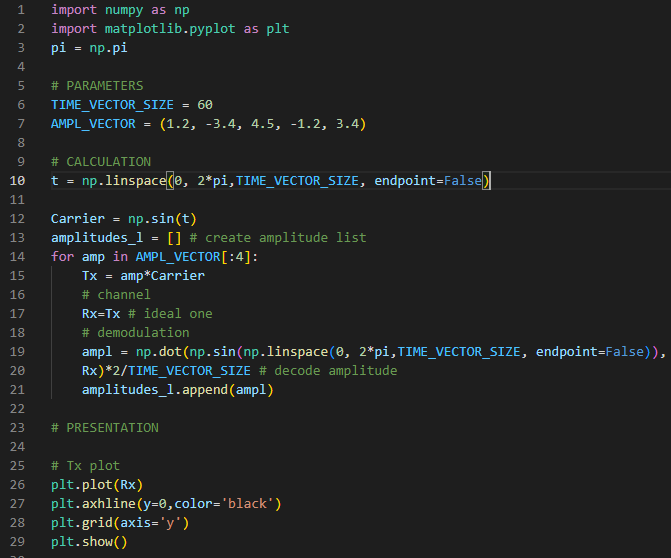 1 import numpy as np
2 import matplotlib.pyplot as plt
3 pi = np.pi
4
5 # PARAMETERS
6 TIME_VECTOR_SIZE = 60
7 AMPL_VECTOR = (1.2, -3.4, 4.5, -1.2, 3.4)
8
9 # CALCULATION
10 t = np.linspace(0, 2*pi,TIME_VECTOR_SIZE, endpoint=False)
11
12 Carrier = np.sin(t)
13 amplitudes_l = [] # create amplitude list
14 for amp in AMPL_VECTOR[:4]:
15     Tx = amp*Carrier
16     # channel
17     Rx=Tx # ideal one
18     # demodulation
19     ampl = np.dot(np.sin(np.linspace(0, 2*pi,TIME_VECTOR_SIZE, endpoint=False)),
20     Rx)*2/TIME_VECTOR_SIZE # decode amplitude
21     amplitudes_l.append(ampl)
22
23 # PRESENTATION
24
25 # Tx plot
26 plt.plot(Rx)
27 plt.axhline(y=0,color='black')
28 plt.grid(axis='y')
29 plt.show()